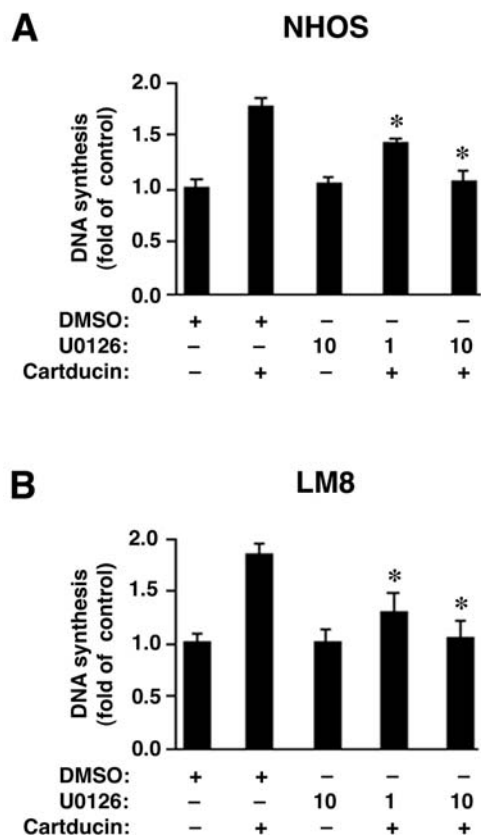 A
NHOS
DNA synthesis
(fold of control)
2.0
1.5
1.0
0.5
0.0
*
*
DMSO: + + – – –
U0126: – – 10 1 10
Cartducin: – + – + +
B
LM8
DNA synthesis
(fold of control)
2.0
1.5
1.0
0.5
0.0
*
*
DMSO: + + – – –
U0126: – – 10 1 10
Cartducin: – + – + +